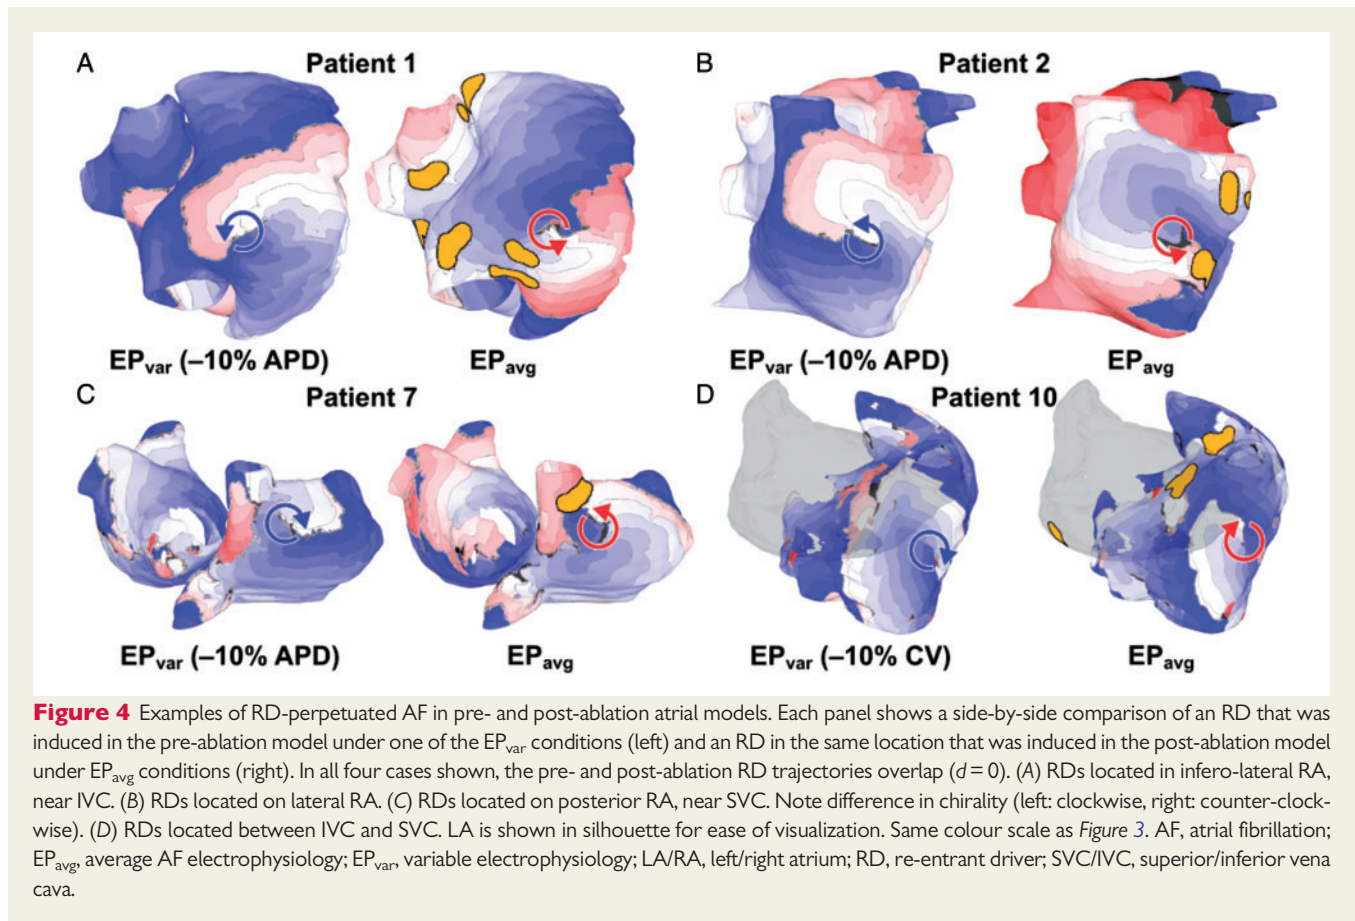 A Patient 1
B Patient 2
EPvar (–10% APD) EPavg
EPvar (–10% APD) EPavg
C Patient 7
D Patient 10
EPvar (–10% APD) EPavg
EPvar (–10% CV) EPavg
Figure 4 Examples of RD-perpetuated AF in pre- and post-ablation atrial models. Each panel shows a side-by-side comparison of an RD that was
induced in the pre-ablation model under one of the EPvar conditions (left) and an RD in the same location that was induced in the post-ablation model
under EPavg conditions (right). In all four cases shown, the pre- and post-ablation RD trajectories overlap (d = 0). (A) RDs located in infero-lateral RA,
near IVC. (B) RDs located on lateral RA. (C) RDs located on posterior RA, near SVC. Note difference in chirality (left: clockwise, right: counter-clock-
wise). (D) RDs located between IVC and SVC. LA is shown in silhouette for ease of visualization. Same colour scale as Figure 3. AF, atrial fibrillation;
EPavg, average AF electrophysiology; EPvar, variable electrophysiology; LA/RA, left/right atrium; RD, re-entrant driver; SVC/IVC, superior/inferior vena
cava.